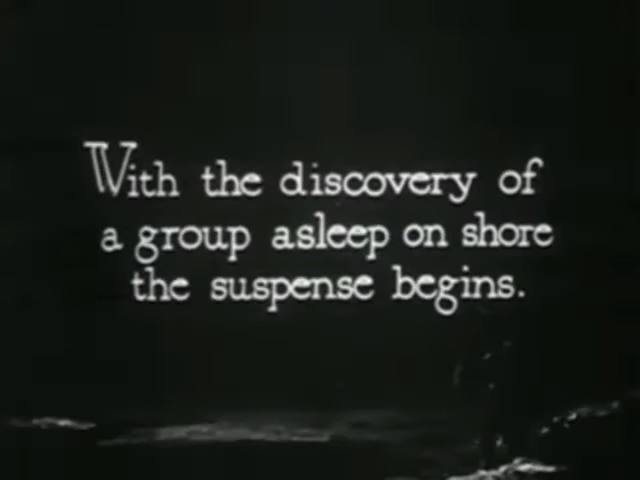 With the discovery of
a group asleep on shore
the suspense begins.